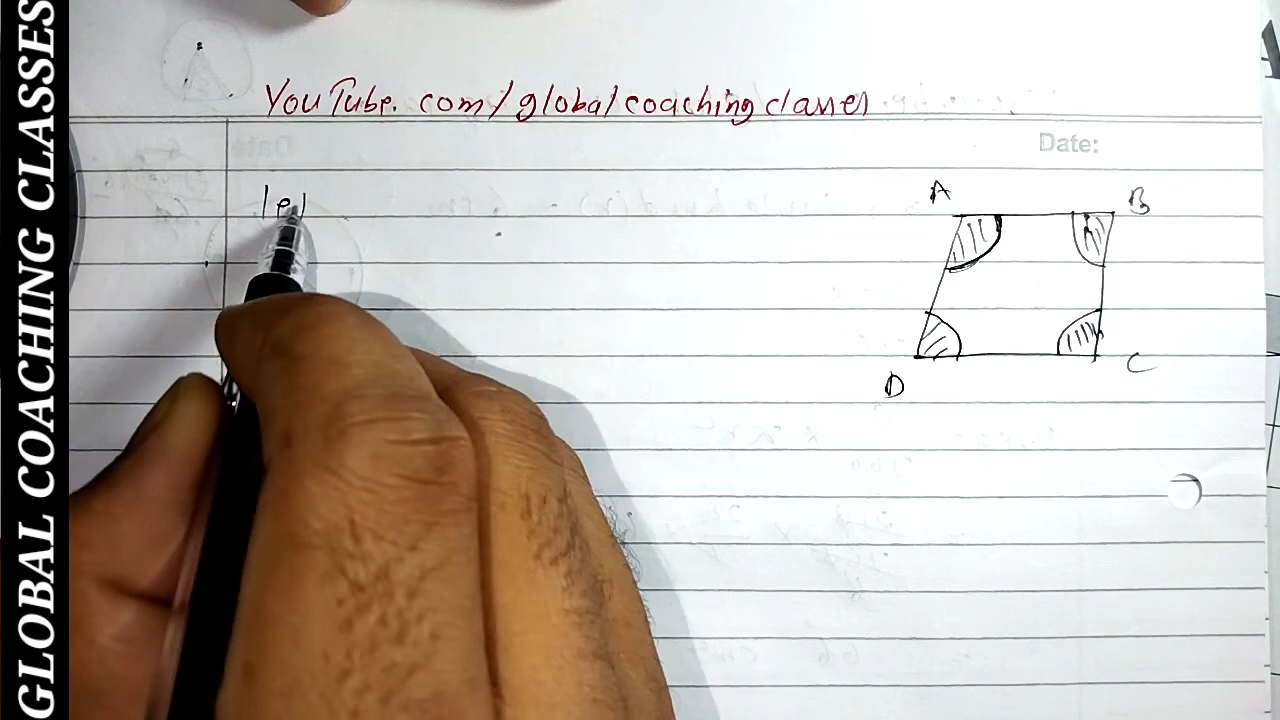 GLOBAL COACHING CLASSES
YouTube.com/globalcoachingclasses
Date:
let
A
B
D
C